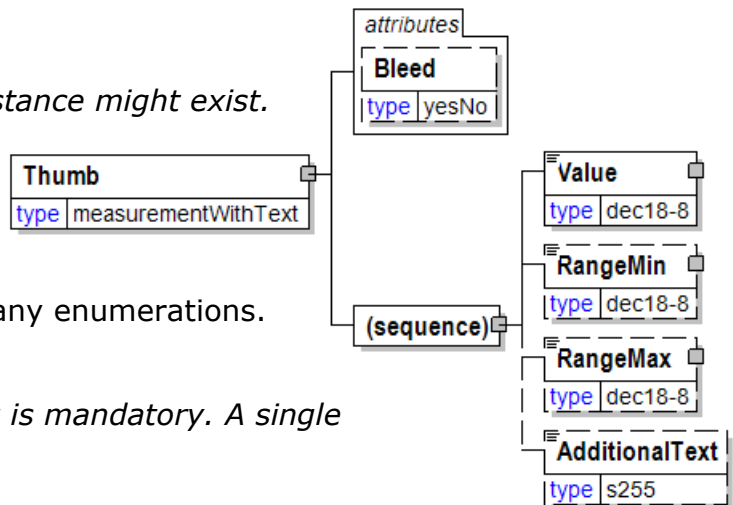 stance might exist.
any enumerations.
is mandatory. A single
attributes
Bleed
type yesNo
Thumb
type measurementWithText
(sequence)
Value
type dec18-8
RangeMin
type dec18-8
RangeMax
type dec18-8
AdditionalText
type s255